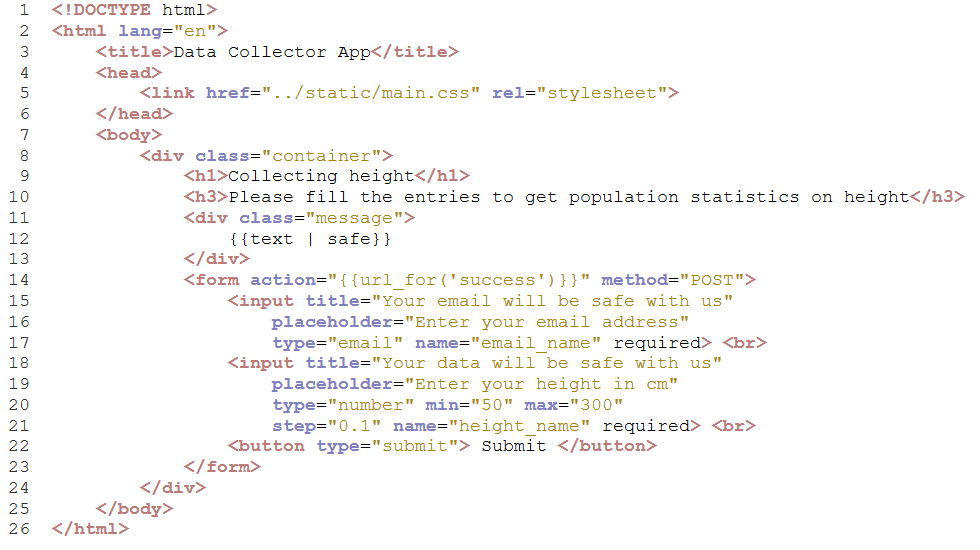 1 <!DOCTYPE html>
2 <html lang="en">
3     <title>Data Collector App</title>
4     <head>
5         <link href="../static/main.css" rel="stylesheet">
6     </head>
7     <body>
8         <div class="container">
9             <h1>Collecting height</h1>
10             <h3>Please fill the entries to get population statistics on height</h3>
11             <div class="message">
12                 {{text | safe}}
13             </div>
14             <form action="{{url_for('success')}}" method="POST">
15                 <input title="Your email will be safe with us"
16                     placeholder="Enter your email address"
17                     type="email" name="email_name" required> <br>
18                 <input title="Your data will be safe with us"
19                     placeholder="Enter your height in cm"
20                     type="number" min="50" max="300"
21                     step="0.1" name="height_name" required> <br>
22                 <button type="submit"> Submit </button>
23             </form>
24         </div>
25     </body>
26 </html>